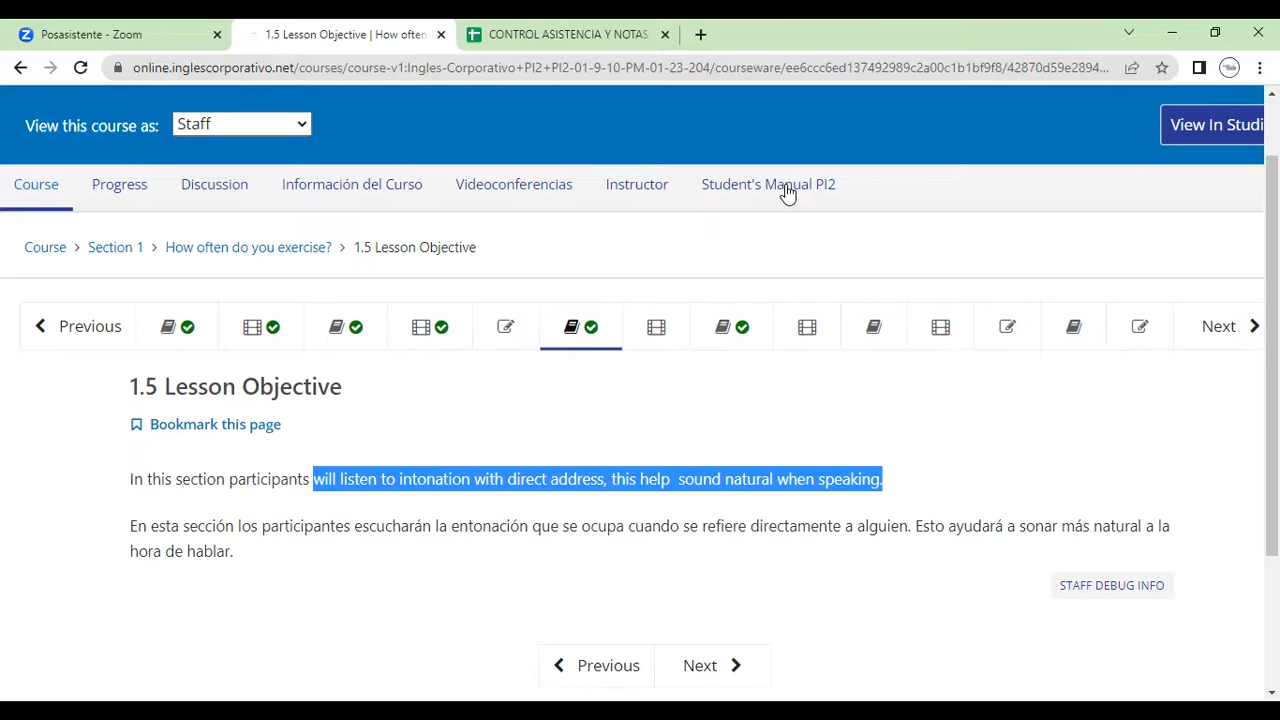 Posasistente - Zoom
1.5 Lesson Objective | How often
CONTROL ASISTENCIA Y NOTAS
online.inglescorporativo.net/courses/course-v1:Ingles-Corporativo+PI2+PI2-01-9-10-PM-01-23-204/courseware/ee6ccc6ed137492989c2a00c1b1bf9f8/42870d59e2894...
View this course as:
Staff
View In Studi
Course
Progress
Discussion
Información del Curso
Videoconferencias
Instructor
Student's Manual PI2
Course > Section 1 > How often do you exercise? > 1.5 Lesson Objective
Previous
Next
1.5 Lesson Objective
Bookmark this page
In this section participants will listen to intonation with direct address, this help sound natural when speaking.
En esta sección los participantes escucharán la entonación que se ocupa cuando se refiere directamente a alguien. Esto ayudará a sonar más natural a la
hora de hablar.
STAFF DEBUG INFO
Previous
Next